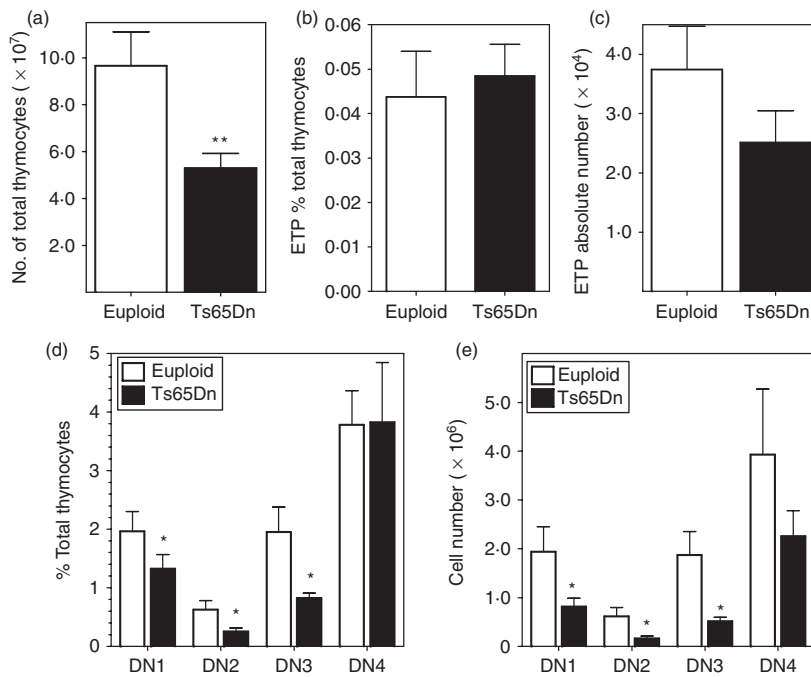 (a)
No. of total thymocytes ( × 10⁷)
10·0
8·0
6·0
4·0
2·0
**
Euploid
Ts65Dn
(b)
ETP % total thymocytes
0·06
0·05
0·04
0·03
0·02
0·01
0·00
Euploid
Ts65Dn
(c)
ETP absolute number ( × 10⁴)
4·0
3·0
2·0
1·0
Euploid
Ts65Dn
(d)
% Total thymocytes
5
4
3
2
1
0
Euploid
Ts65Dn
*
*
*
DN1
DN2
DN3
DN4
(e)
Cell number ( × 10⁶)
5·0
4·0
3·0
2·0
1·0
0
Euploid
Ts65Dn
*
*
*
DN1
DN2
DN3
DN4